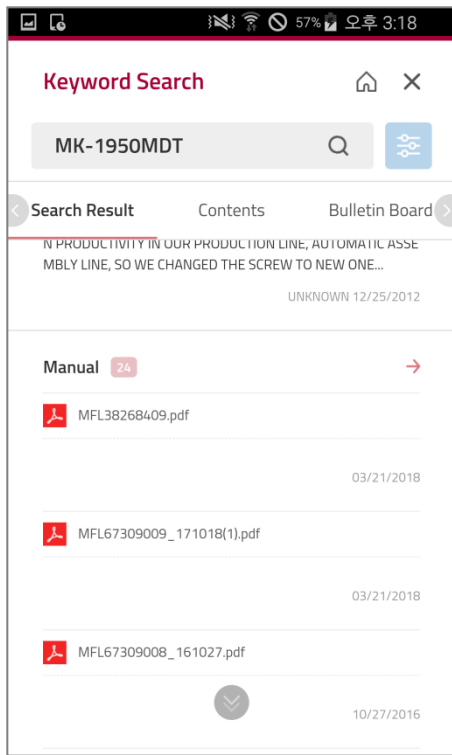 57% 오후 3:18
Keyword Search
MK-1950MDT
Search Result Contents Bulletin Board
N PRODUCTIVITY IN OUR PRODUCTION LINE, AUTOMATIC ASSE
MBLY LINE, SO WE CHANGED THE SCREW TO NEW ONE...
UNKNOWN 12/25/2012
Manual 24
MFL38268409.pdf
03/21/2018
MFL67309009_171018(1).pdf
03/21/2018
MFL67309008_161027.pdf
10/27/2016